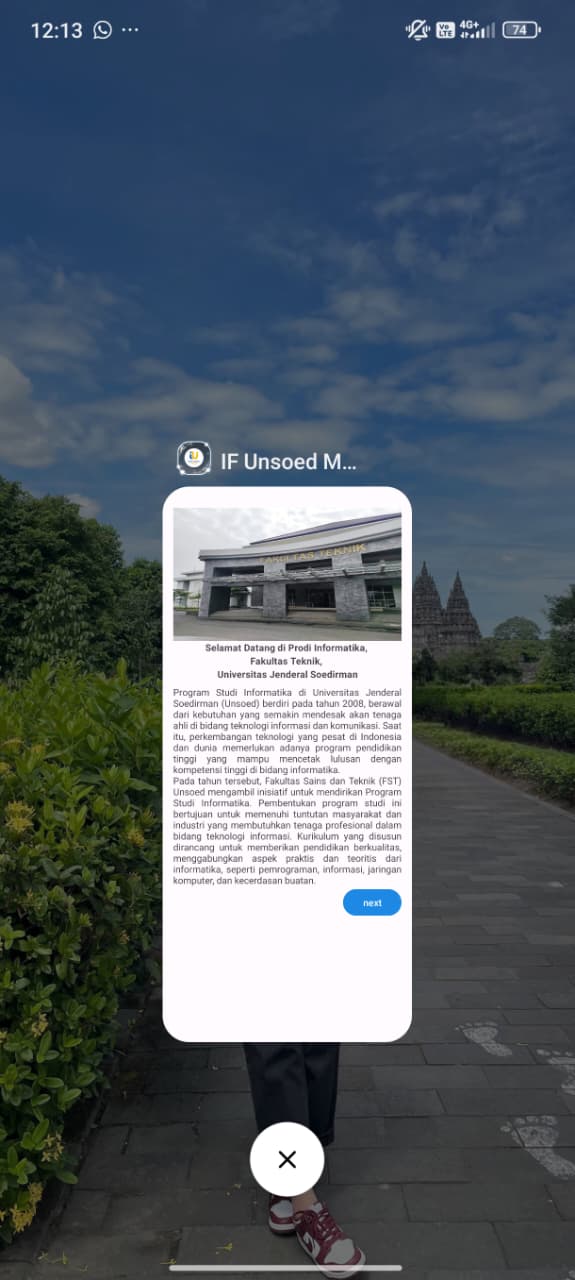 12:13
Vo
LTE
4G+
74
IF Unsoed M...
FAKULTAS TEKNIK
Selamat Datang di Prodi Informatika,
Fakultas Teknik,
Universitas Jenderal Soedirman
Program Studi Informatika di Universitas Jenderal
Soedirman (Unsoed) berdiri pada tahun 2008, berawal
dari kebutuhan yang semakin mendesak akan tenaga
ahli di bidang teknologi informasi dan komunikasi. Saat
itu, perkembangan teknologi yang pesat di Indonesia
dan dunia memerlukan adanya program pendidikan
tinggi yang mampu mencetak lulusan dengan
kompetensi tinggi di bidang informatika.
Pada tahun tersebut, Fakultas Sains dan Teknik (FST)
Unsoed mengambil inisiatif untuk mendirikan Program
Studi Informatika. Pembentukan program studi ini
bertujuan untuk memenuhi tuntutan masyarakat dan
industri yang membutuhkan tenaga profesional dalam
bidang teknologi informasi. Kurikulum yang disusun
dirancang untuk memberikan pendidikan berkualitas,
menggabungkan aspek praktis dan teoritis dari
informatika, seperti pemrograman, informasi, jaringan
komputer, dan kecerdasan buatan.
next